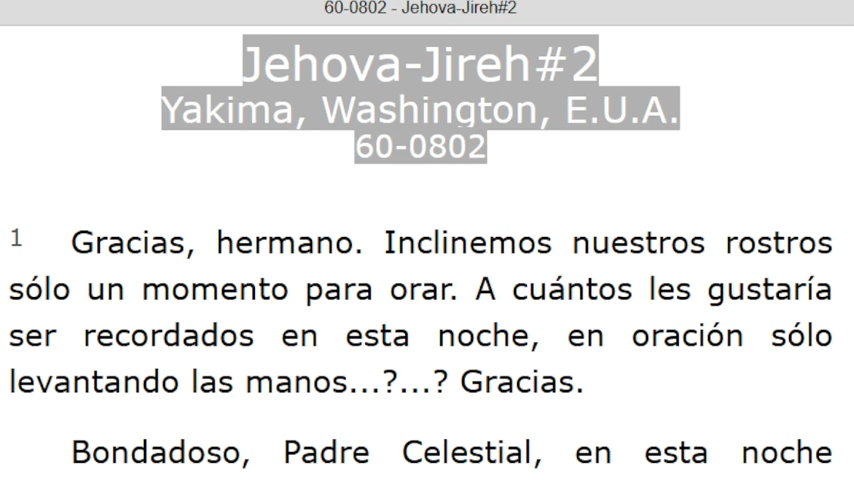 60-0802 - Jehova-Jireh#2
Jehova-Jireh#2
Yakima, Washington, E.U.A.
60-0802
1 Gracias, hermano. Inclinemos nuestros rostros
sólo un momento para orar. A cuántos les gustaría
ser recordados en esta noche, en oración sólo
levantando las manos...?...? Gracias.
Bondadoso, Padre Celestial, en esta noche